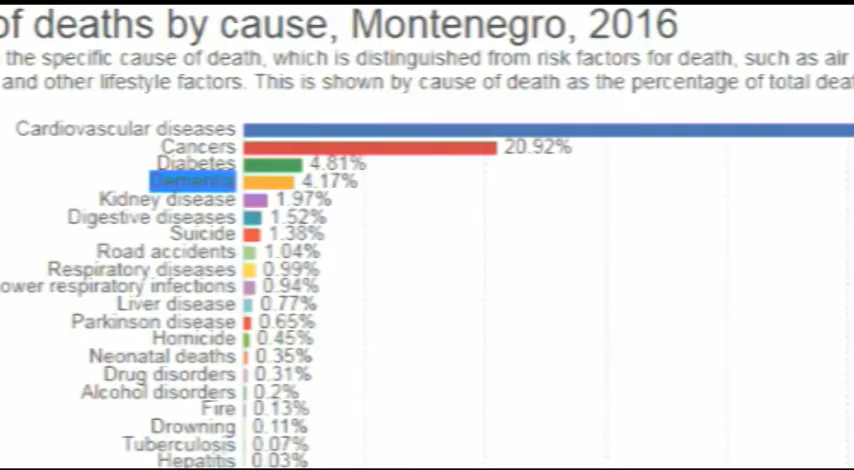 of deaths by cause, Montenegro, 2016
the specific cause of death, which is distinguished from risk factors for death, such as air
and other lifestyle factors. This is shown by cause of death as the percentage of total deat
Cardiovascular diseases
Cancers 20.92%
Diabetes 4.81%
Dementia 4.17%
Kidney disease 1.97%
Digestive diseases 1.52%
Suicide 1.38%
Road accidents 1.04%
Respiratory diseases 0.99%
ower respiratory infections 0.94%
Liver disease 0.77%
Parkinson disease 0.65%
Homicide 0.45%
Neonatal deaths 0.35%
Drug disorders 0.31%
Alcohol disorders 0.2%
Fire 0.13%
Drowning 0.11%
Tuberculosis 0.07%
Hepatitis 0.03%